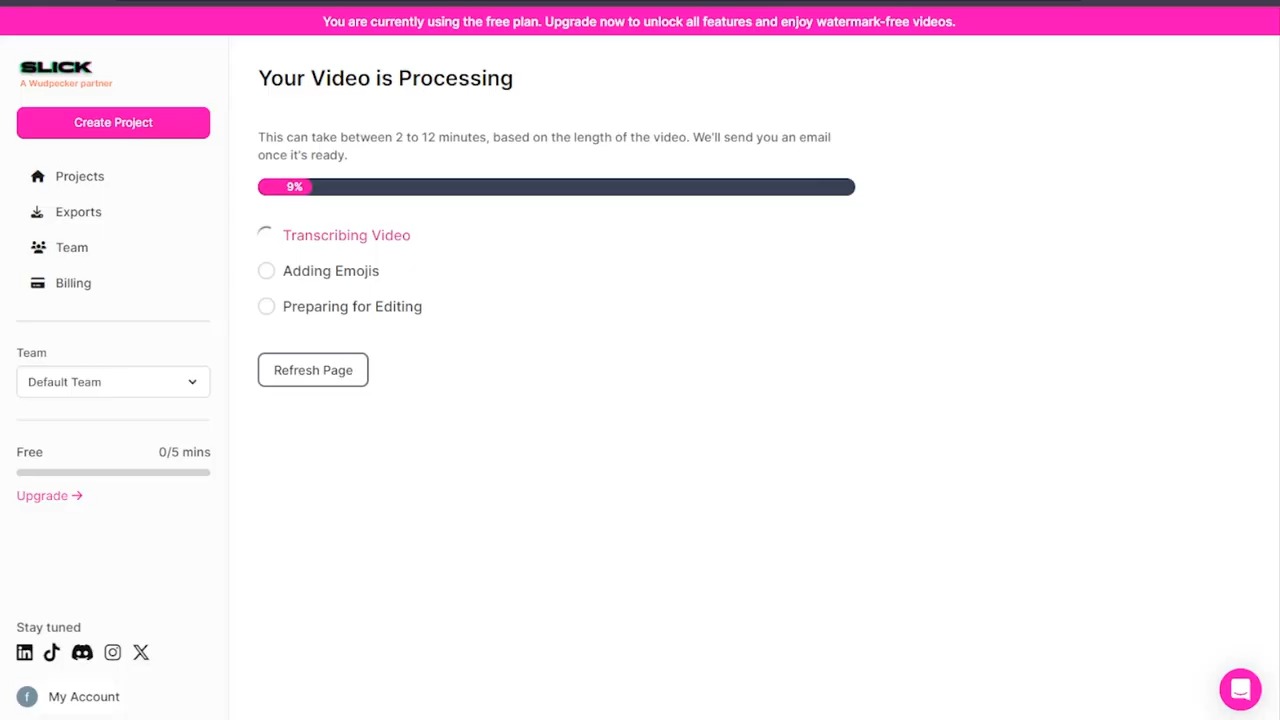 You are currently using the free plan. Upgrade now to unlock all features and enjoy watermark-free videos.
SLICK
A Wudpecker partner
Create Project
Projects
Exports
Team
Billing
Team
Default Team
Free 0/5 mins
Upgrade →
Stay tuned
f My Account
Your Video is Processing
This can take between 2 to 12 minutes, based on the length of the video. We'll send you an email
once it's ready.
9%
Transcribing Video
Adding Emojis
Preparing for Editing
Refresh Page